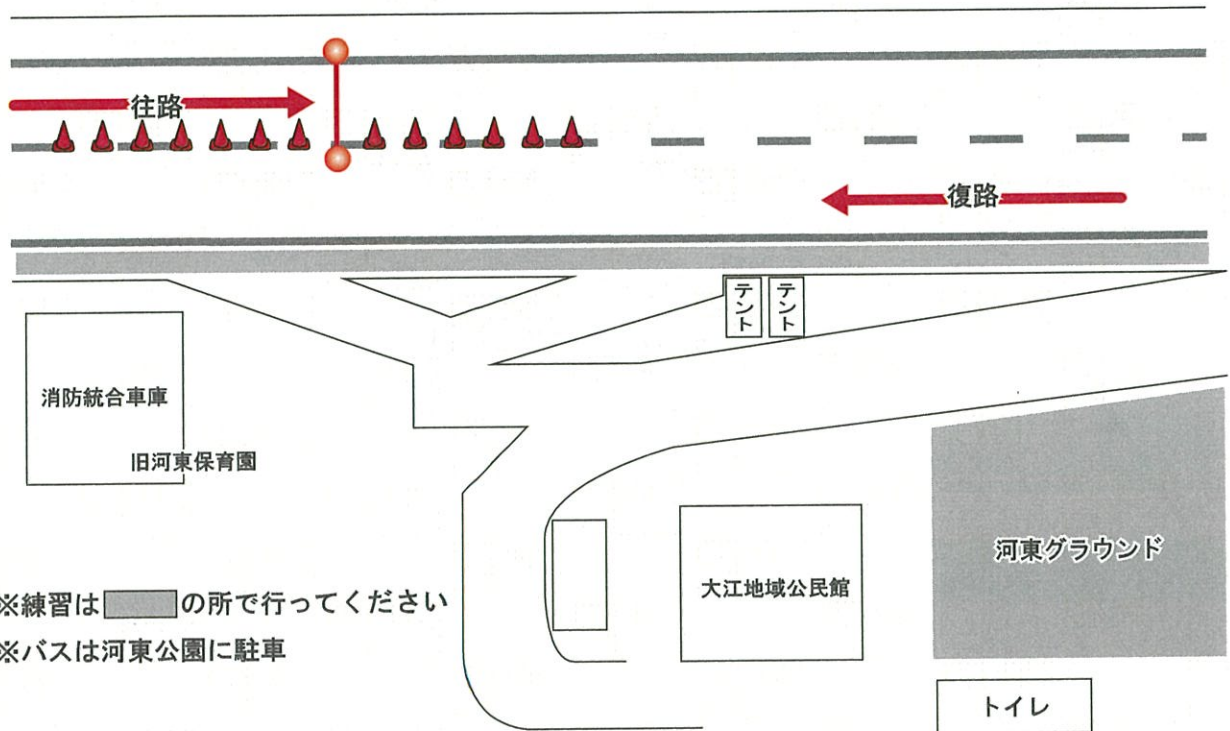 往路
復路
テント
テント
消防統合車庫
旧河東保育園
河東グラウンド
大江地域公民館
※練習は の所で行ってください
※バスは河東公園に駐車
トイレ